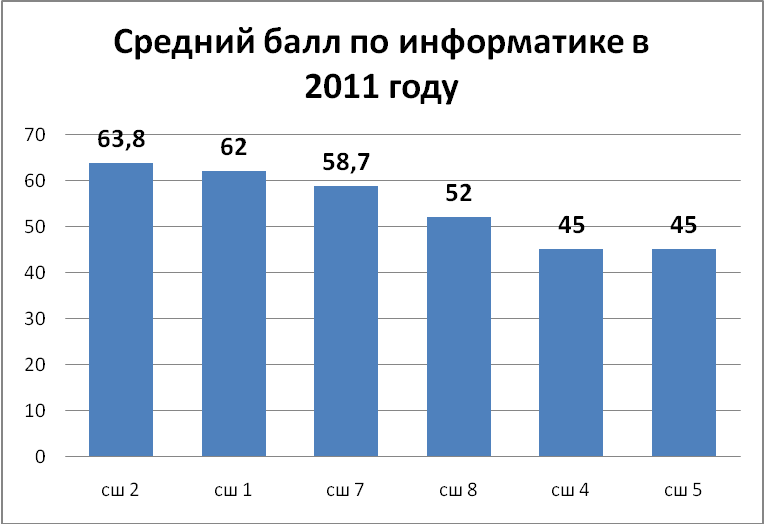 Средний балл по информатике в
2011 году
70
60
50
40
30
20
10
0
63,8
62
58,7
52
45
45
сш 2
сш 1
сш 7
сш 8
сш 4
сш 5